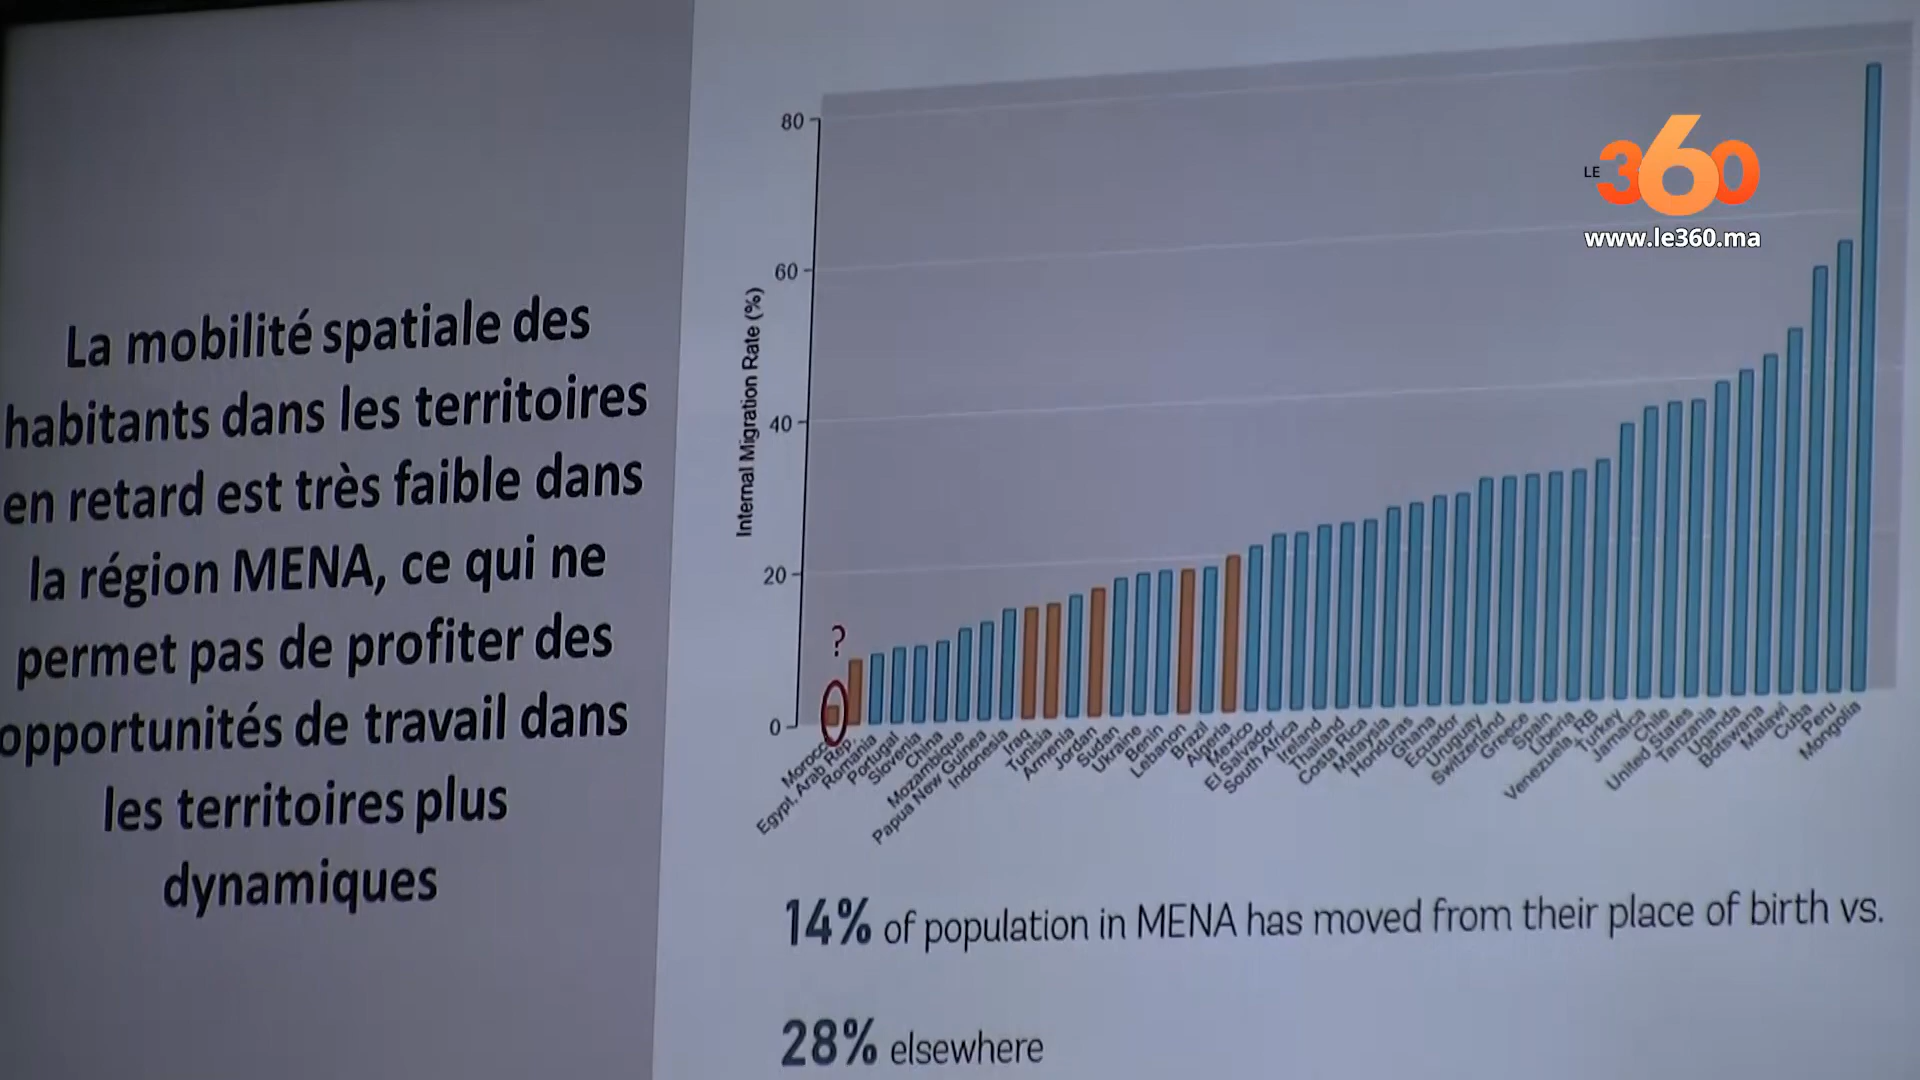 La mobilité spatiale des
habitants dans les territoires
en retard est très faible dans
la région MENA, ce qui ne
permet pas de profiter des
opportunités de travail dans
les territoires plus
dynamiques
LE 360
www.le360.ma
Internal Migration Rate (%)
80
60
40
20
0
?
Morocco
Egypt, Arab Rep.
Romania
Portugal
Slovenia
China
Mozambique
Papua New Guinea
Indonesia
Iraq
Tunisia
Armenia
Jordan
Sudan
Ukraine
Benin
Lebanon
Brazil
Algeria
Mexico
El Salvador
South Africa
Ireland
Thailand
Costa Rica
Malaysia
Honduras
Ghana
Ecuador
Uruguay
Switzerland
Greece
Spain
Liberia
Venezuela, RB
Turkey
Jamaica
Chile
United States
Tanzania
Uganda
Botswana
Malawi
Cuba
Peru
Mongolia
14% of population in MENA has moved from their place of birth vs.
28% elsewhere